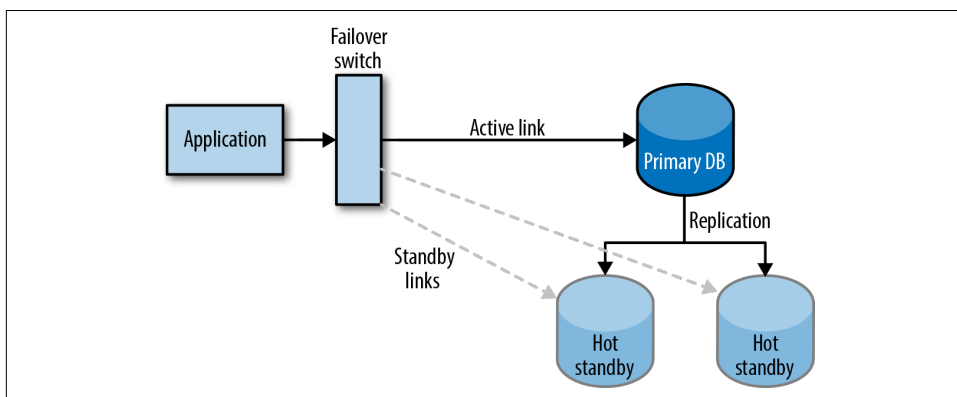 Failover
switch
Application
Active link
Primary DB
Replication
Standby
links
Hot
standby
Hot
standby